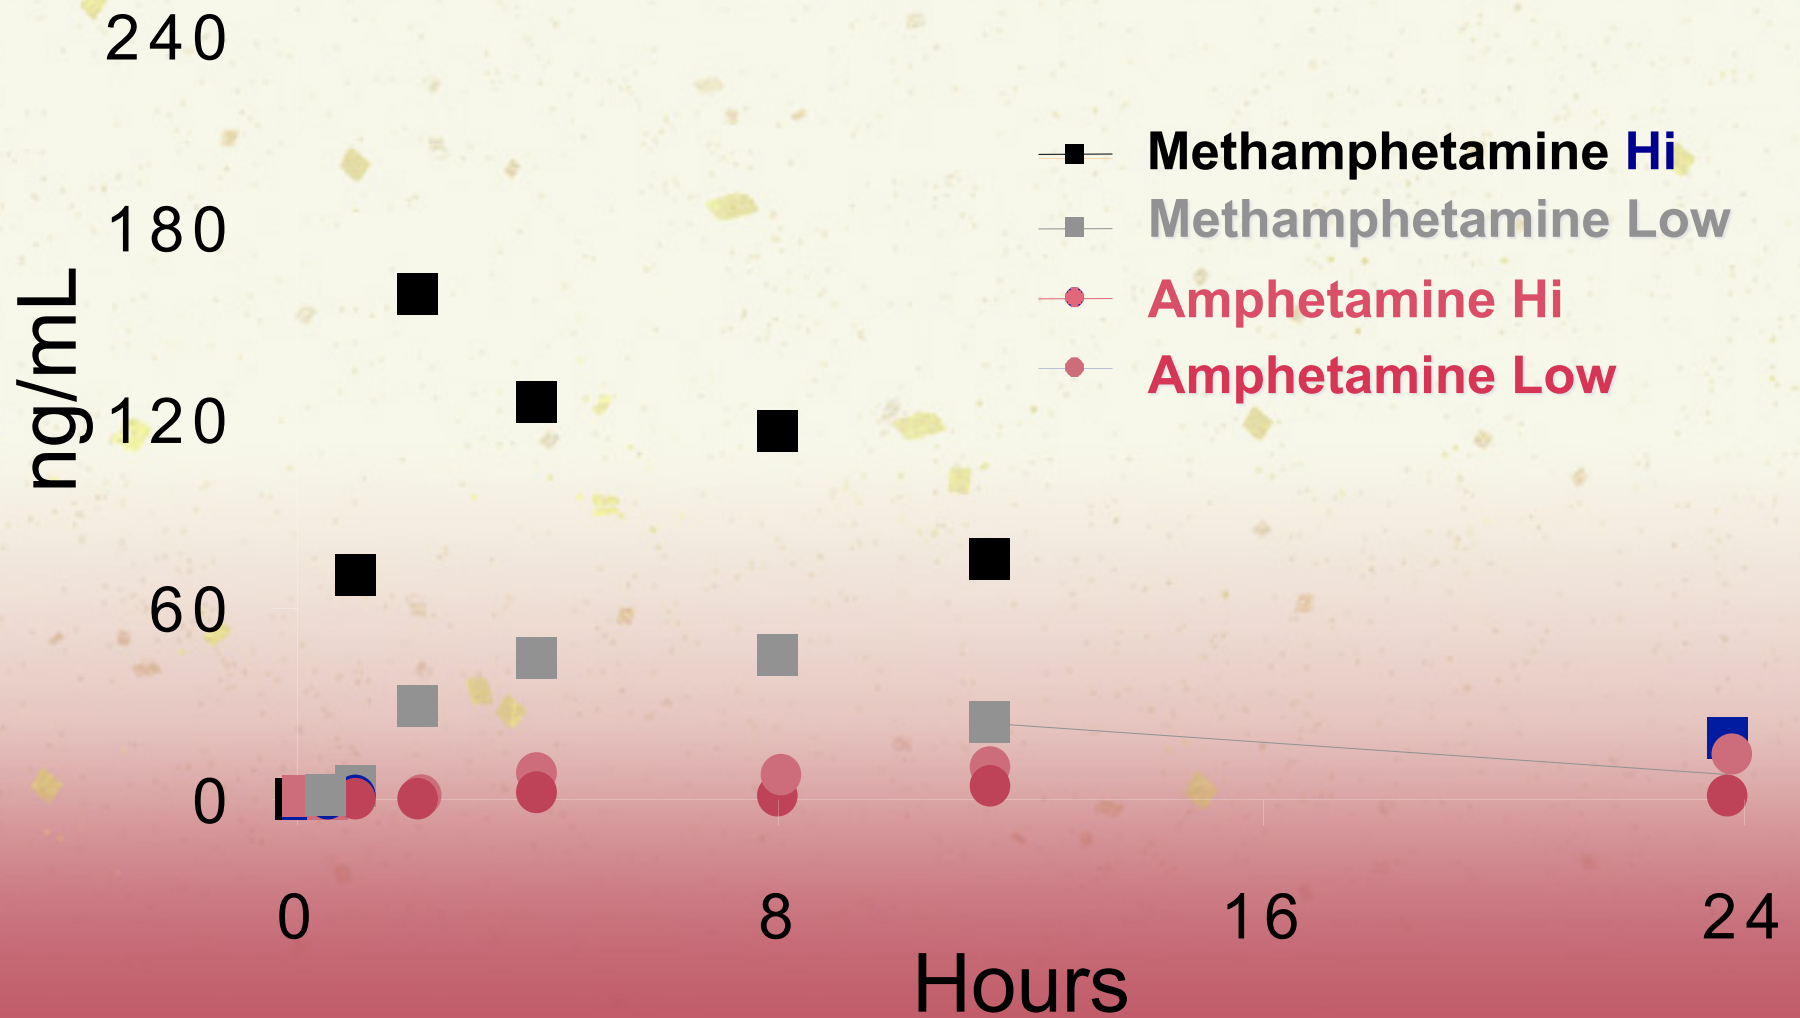 240
180
120
60
0
ng/mL
Methamphetamine Hi
Methamphetamine Low
Amphetamine Hi
Amphetamine Low
0 8 16 24
Hours